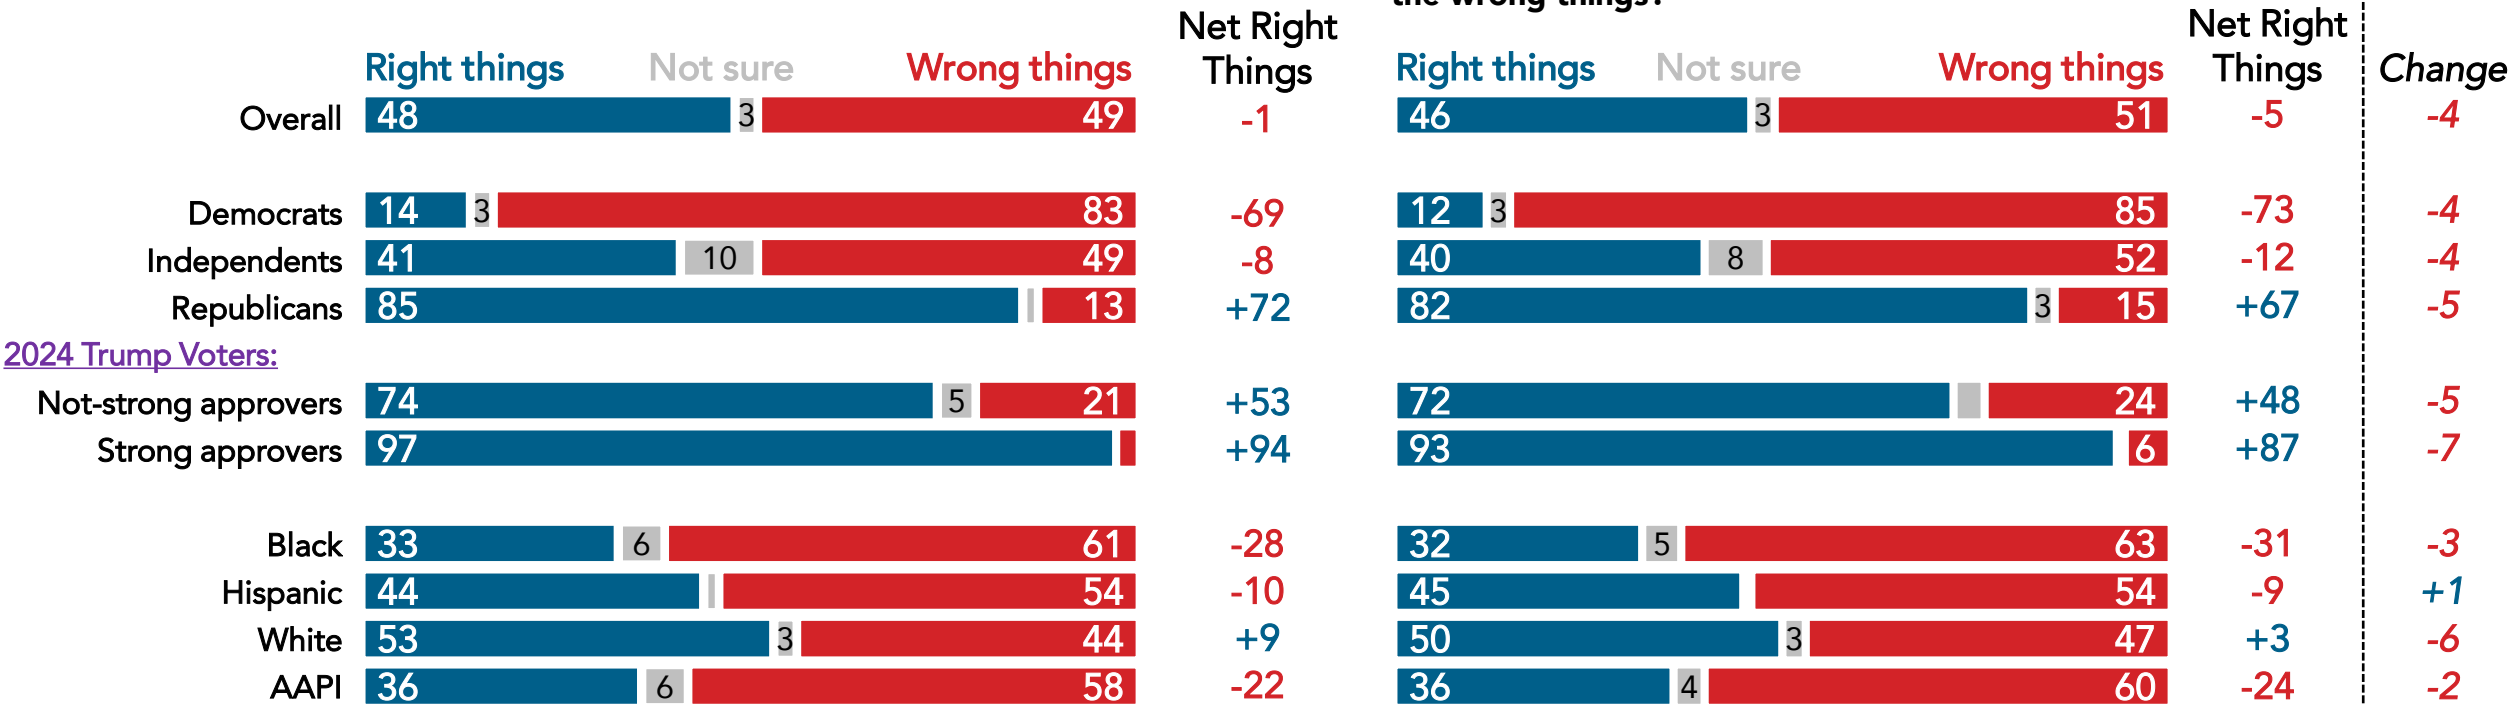 the wrong things?
Net Right Things Net Right Things
Right things Not sure Wrong things Right things Not sure Wrong things Change
Overall 48 3 49 -1 46 3 51 -5 -4
Democrats 14 3 83 -69 12 3 85 -73 -4
Independents 41 10 49 -8 40 8 52 -12 -4
Republicans 85 13 +72 82 3 15 +67 -5
2024 Trump Voters:
Not-strong approvers 74 5 21 +53 72 24 +48 -5
Strong approvers 97 +94 93 6 +87 -7
Black 33 6 61 -28 32 5 63 -31 -3
Hispanic 44 54 -10 45 54 -9 +1
White 53 3 44 +9 50 3 47 +3 -6
AAPI 36 6 58 -22 36 4 60 -24 -2